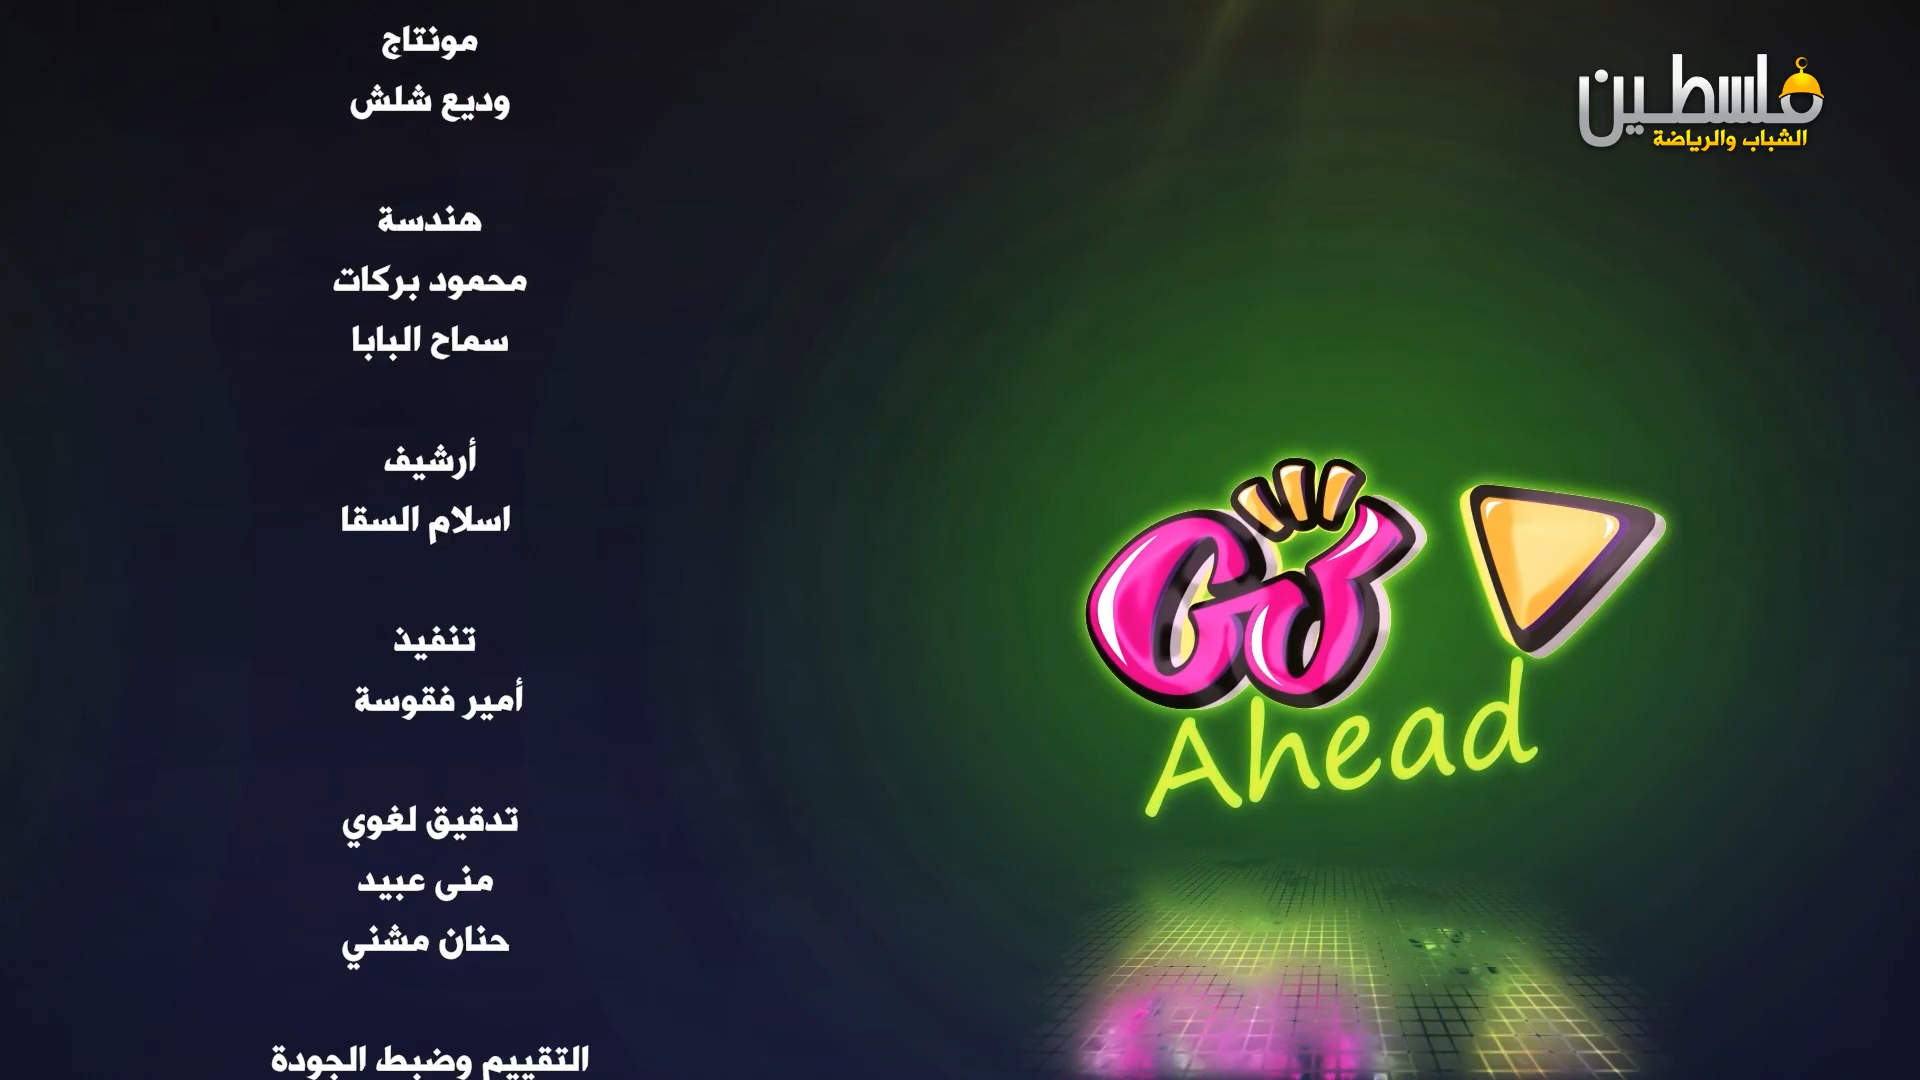 مونتاج
وديع شلش
هندسة
محمود بركات
سماح البابا
أرشيف
اسلام السقا
تنفيذ
أمير فقوسة
تدقيق لغوي
منى عبيد
حنان مشني
التقييم وضبط الجودة
فلسطين
الشباب والرياضة
Go
Ahead